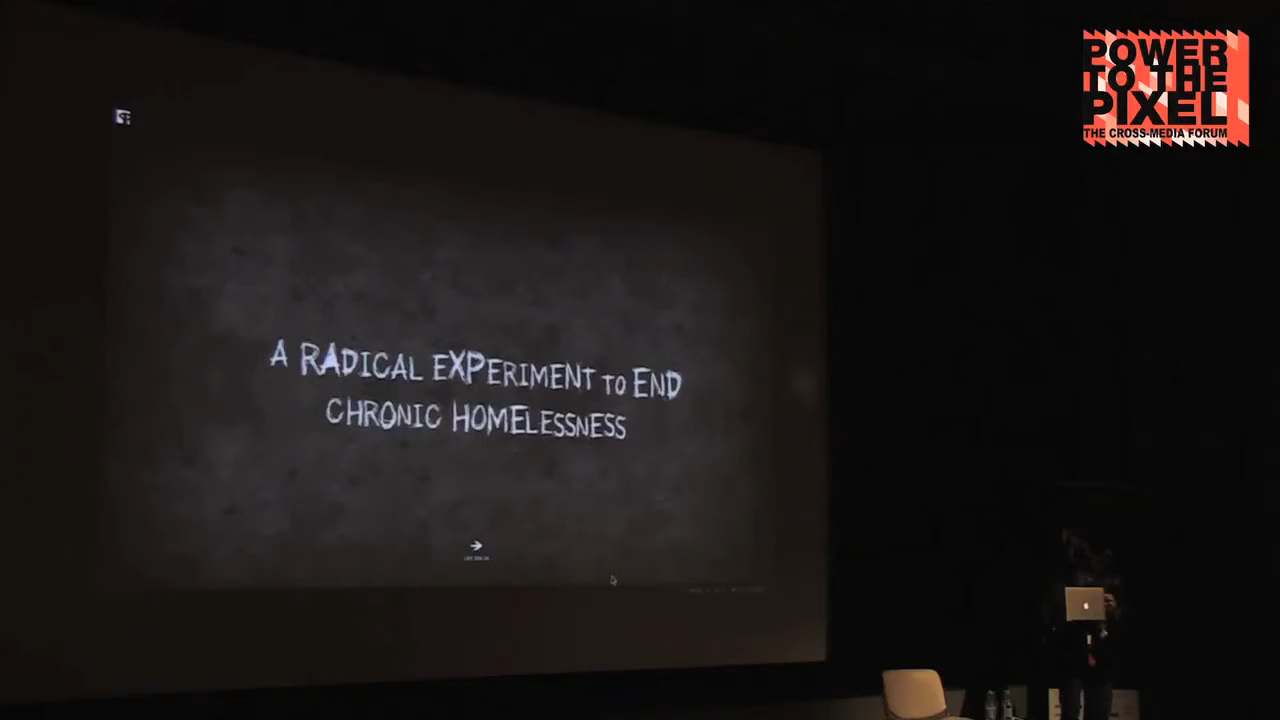 POWER
TO THE
PIXEL
THE CROSS-MEDIA FORUM
A RADICAL EXPERIMENT TO END
CHRONIC HOMELESSNESS